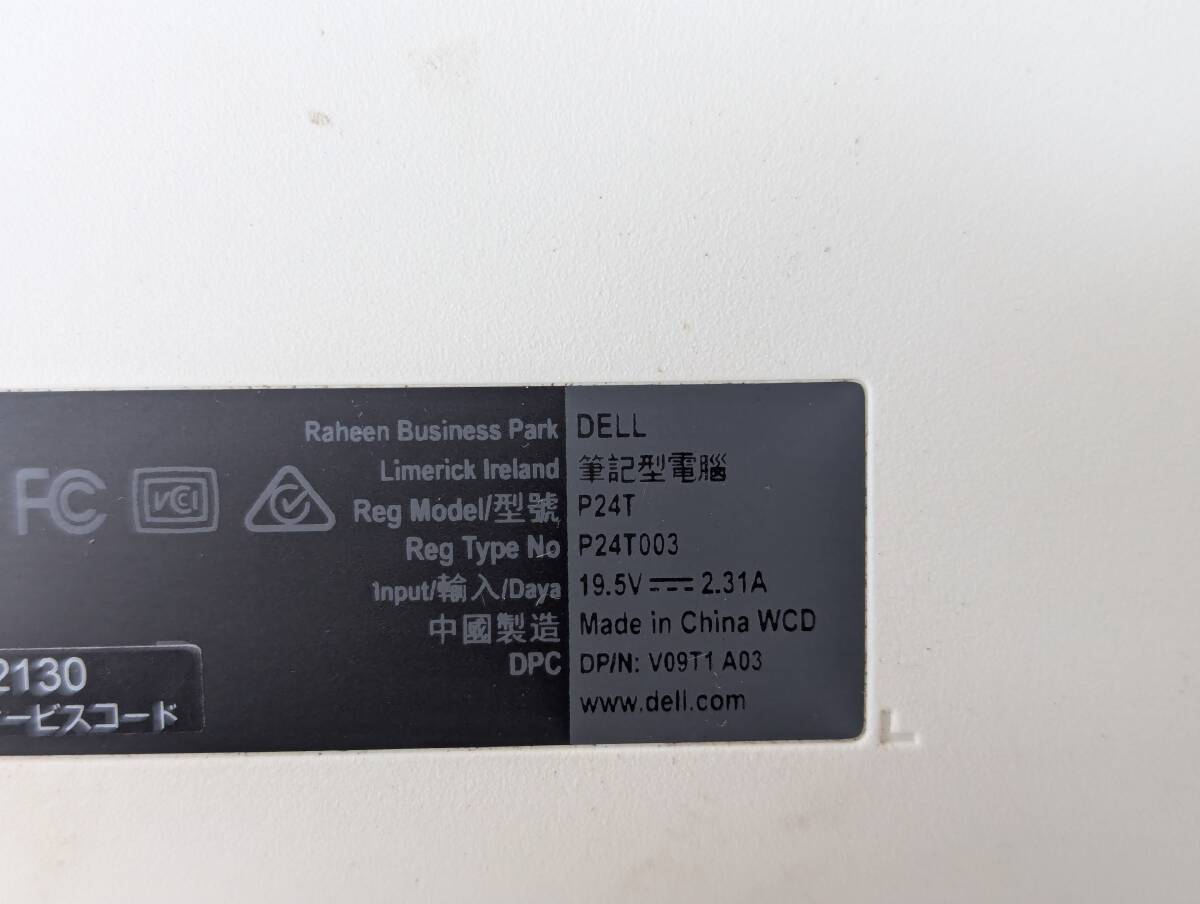 Raheen Business Park DELL
Limerick Ireland 筆記型電腦
Reg Model/型號 P24T
Reg Type No P24T003
Input/輸入/Daya 19.5V 2.31A
中國製造 Made in China WCD
DPC DP/N: V09T1 A03
www.dell.com
FC
VCI
2130
サービスコード